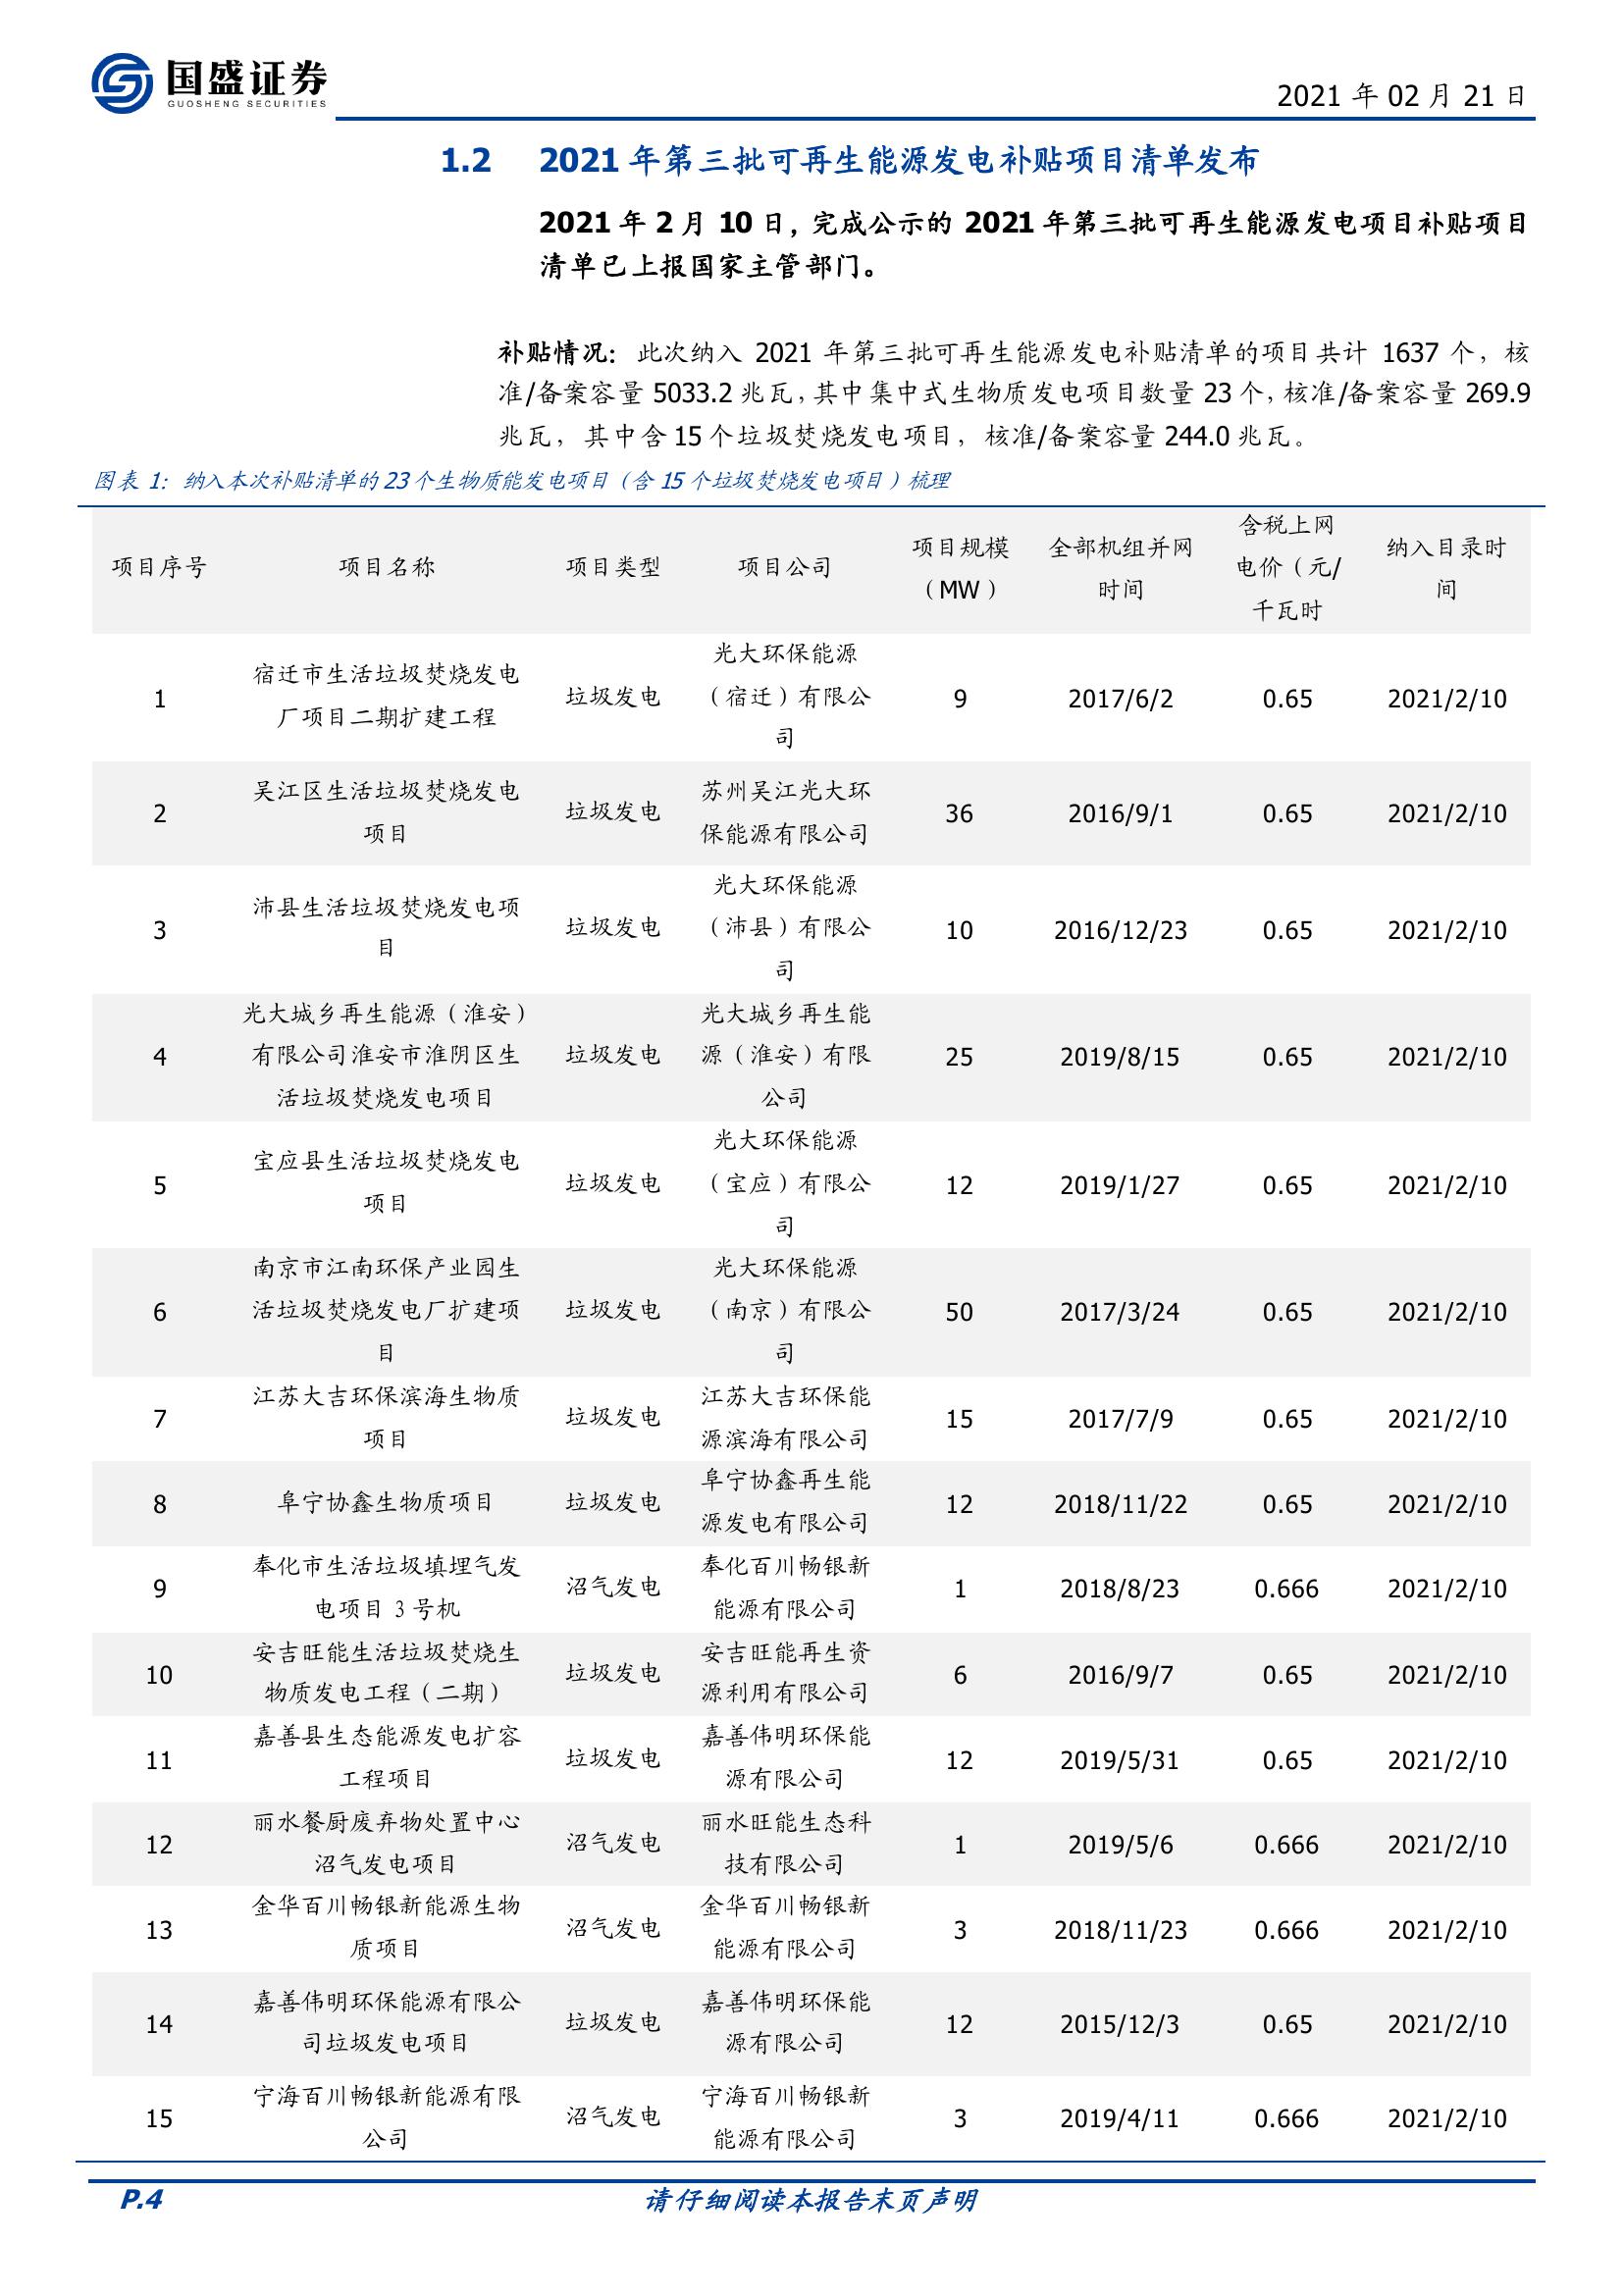 国盛证券
GUOSHENG SECURITIES
2021 年 02 月 21 日
1.2 2021 年第三批可再生能源发电补贴项目清单发布
2021 年 2 月 10 日，完成公示的 2021 年第三批可再生能源发电项目补贴项目
清单已上报国家主管部门。
补贴情况：此次纳入 2021 年第三批可再生能源发电补贴清单的项目共计 1637 个，核
准/备案容量 5033.2 兆瓦，其中集中式生物质发电项目数量 23 个，核准/备案容量 269.9
兆瓦，其中含 15 个垃圾焚烧发电项目，核准/备案容量 244.0 兆瓦。
图表 1：纳入本次补贴清单的 23 个生物质能发电项目（含 15 个垃圾焚烧发电项目）梳理
项目序号 项目名称 项目类型 项目公司 项目规模 全部机组并网 含税上网 纳入目录时
（MW） 时间 电价（元/ 间
千瓦时
光大环保能源
宿迁市生活垃圾焚烧发电
1 垃圾发电 （宿迁）有限公 9 2017/6/2 0.65 2021/2/10
厂项目二期扩建工程
司
吴江区生活垃圾焚烧发电 苏州吴江光大环
2 垃圾发电 36 2016/9/1 0.65 2021/2/10
项目 保能源有限公司
光大环保能源
沛县生活垃圾焚烧发电项
3 垃圾发电 （沛县）有限公 10 2016/12/23 0.65 2021/2/10
目
司
光大城乡再生能源（淮安） 光大城乡再生能
4 有限公司淮安市淮阴区生 垃圾发电 源（淮安）有限 25 2019/8/15 0.65 2021/2/10
活垃圾焚烧发电项目 公司
光大环保能源
宝应县生活垃圾焚烧发电
5 垃圾发电 （宝应）有限公 12 2019/1/27 0.65 2021/2/10
项目
司
南京市江南环保产业园生 光大环保能源
6 活垃圾焚烧发电厂扩建项 垃圾发电 （南京）有限公 50 2017/3/24 0.65 2021/2/10
目 司
江苏大吉环保滨海生物质 江苏大吉环保能
7 垃圾发电 15 2017/7/9 0.65 2021/2/10
项目 源滨海有限公司
阜宁协鑫再生能
8 阜宁协鑫生物质项目 垃圾发电 12 2018/11/22 0.65 2021/2/10
源发电有限公司
奉化市生活垃圾填埋气发 奉化百川畅银新
9 沼气发电 1 2018/8/23 0.666 2021/2/10
电项目 3 号机 能源有限公司
安吉旺能生活垃圾焚烧生 安吉旺能再生资
10 垃圾发电 6 2016/9/7 0.65 2021/2/10
物质发电工程（二期） 源利用有限公司
嘉善县生态能源发电扩容 嘉善伟明环保能
11 垃圾发电 12 2019/5/31 0.65 2021/2/10
工程项目 源有限公司
丽水餐厨废弃物处置中心 丽水旺能生态科
12 沼气发电 1 2019/5/6 0.666 2021/2/10
沼气发电项目 技有限公司
金华百川畅银新能源生物 金华百川畅银新
13 沼气发电 3 2018/11/23 0.666 2021/2/10
质项目 能源有限公司
嘉善伟明环保能源有限公 嘉善伟明环保能
14 垃圾发电 12 2015/12/3 0.65 2021/2/10
司垃圾发电项目 源有限公司
宁海百川畅银新能源有限 宁海百川畅银新
15 沼气发电 3 2019/4/11 0.666 2021/2/10
公司 能源有限公司
P.4 请仔细阅读本报告末页声明